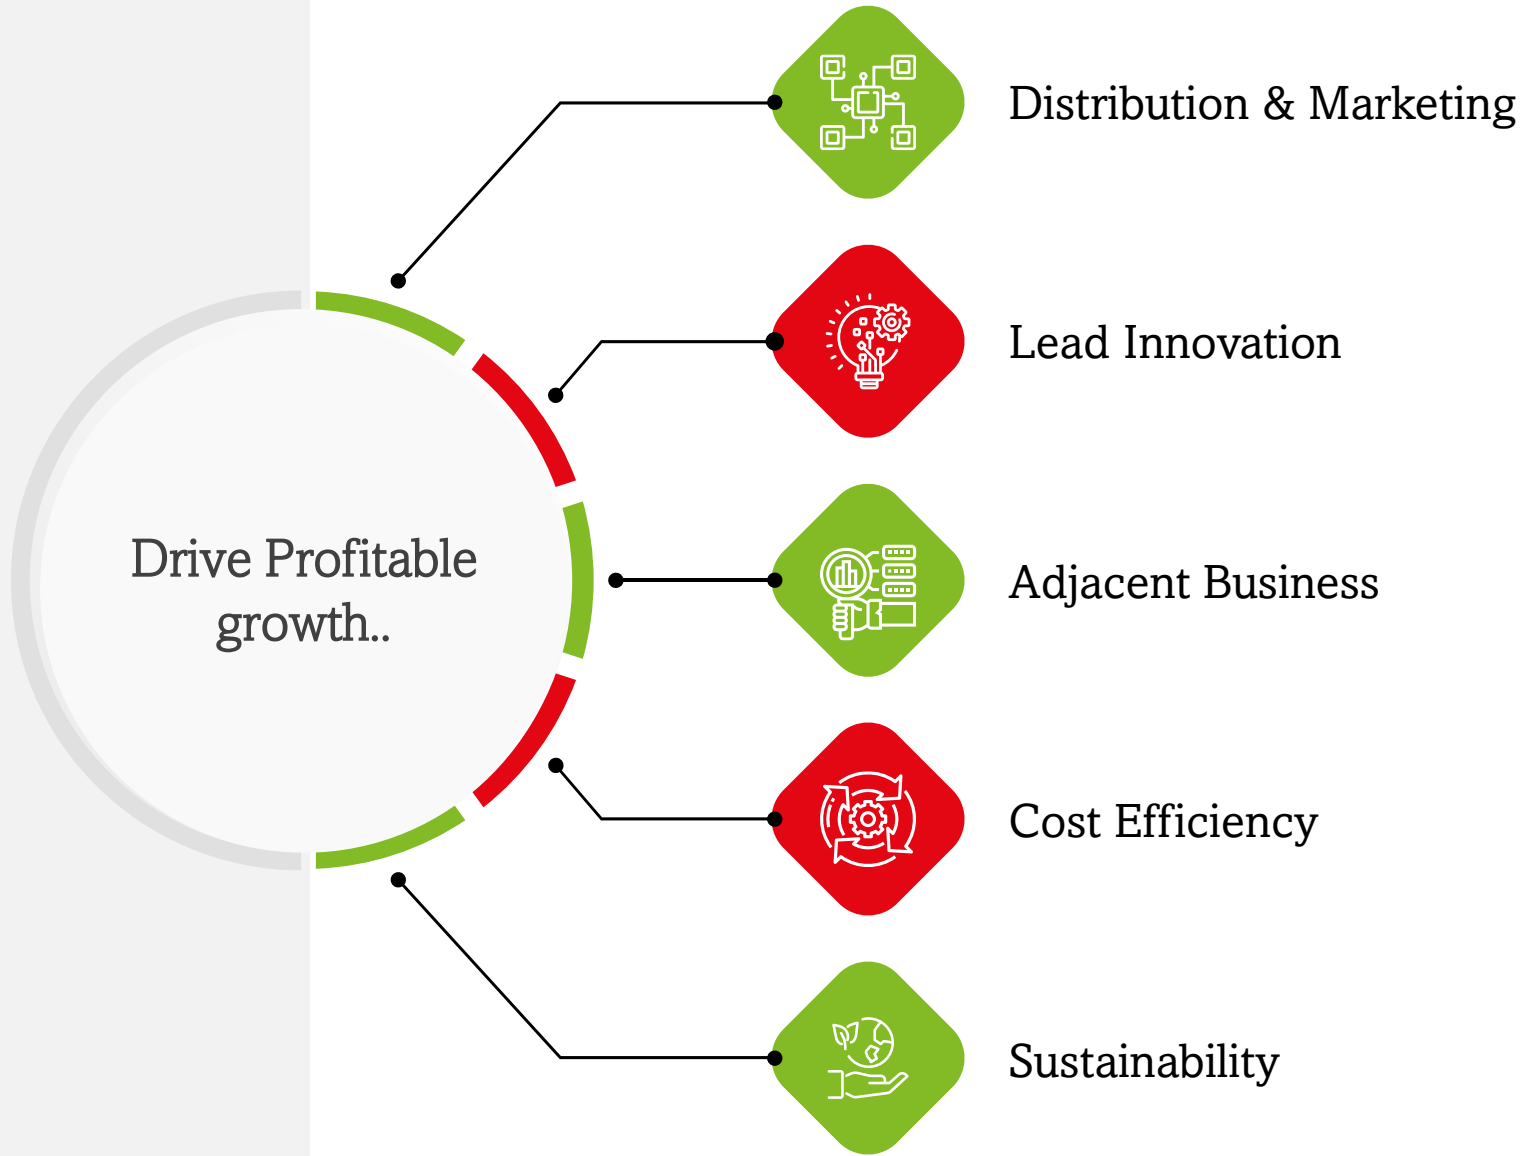 Distribution & Marketing
Lead Innovation
Drive Profitable
growth..
Adjacent Business
Cost Efficiency
Sustainability